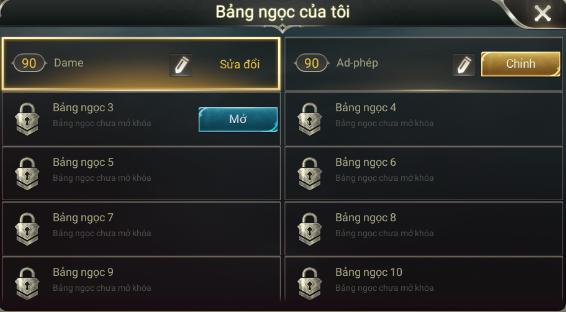 Bảng ngọc của tôi
90 Dame Sửa đổi
90 Ad-phép Chính
Bảng ngọc 3
Bảng ngọc chưa mở khóa
Mở
Bảng ngọc 4
Bảng ngọc chưa mở khóa
Bảng ngọc 5
Bảng ngọc chưa mở khóa
Bảng ngọc 6
Bảng ngọc chưa mở khóa
Bảng ngọc 7
Bảng ngọc chưa mở khóa
Bảng ngọc 8
Bảng ngọc chưa mở khóa
Bảng ngọc 9
Bảng ngọc chưa mở khóa
Bảng ngọc 10
Bảng ngọc chưa mở khóa